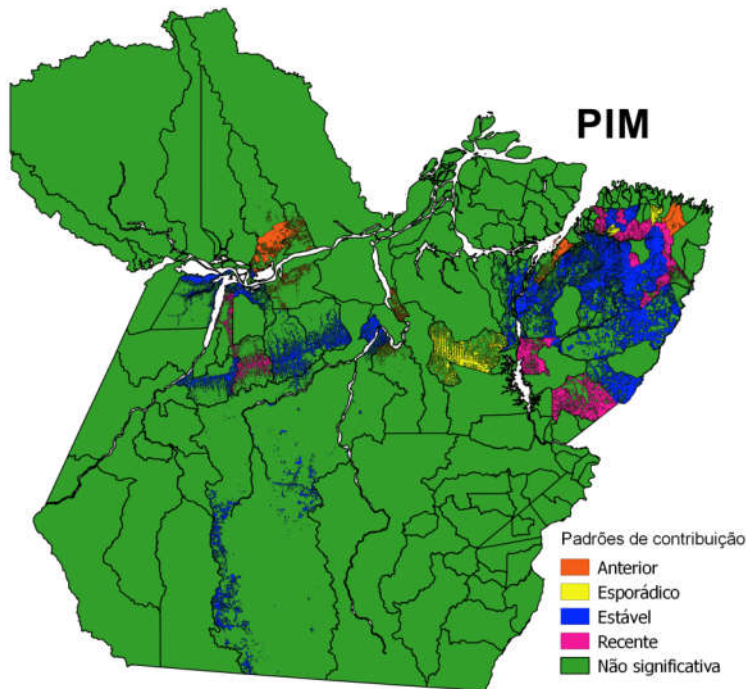 PIM
Padrões de contribuição
Anterior
Esporádico
Estável
Recente
Não significativa